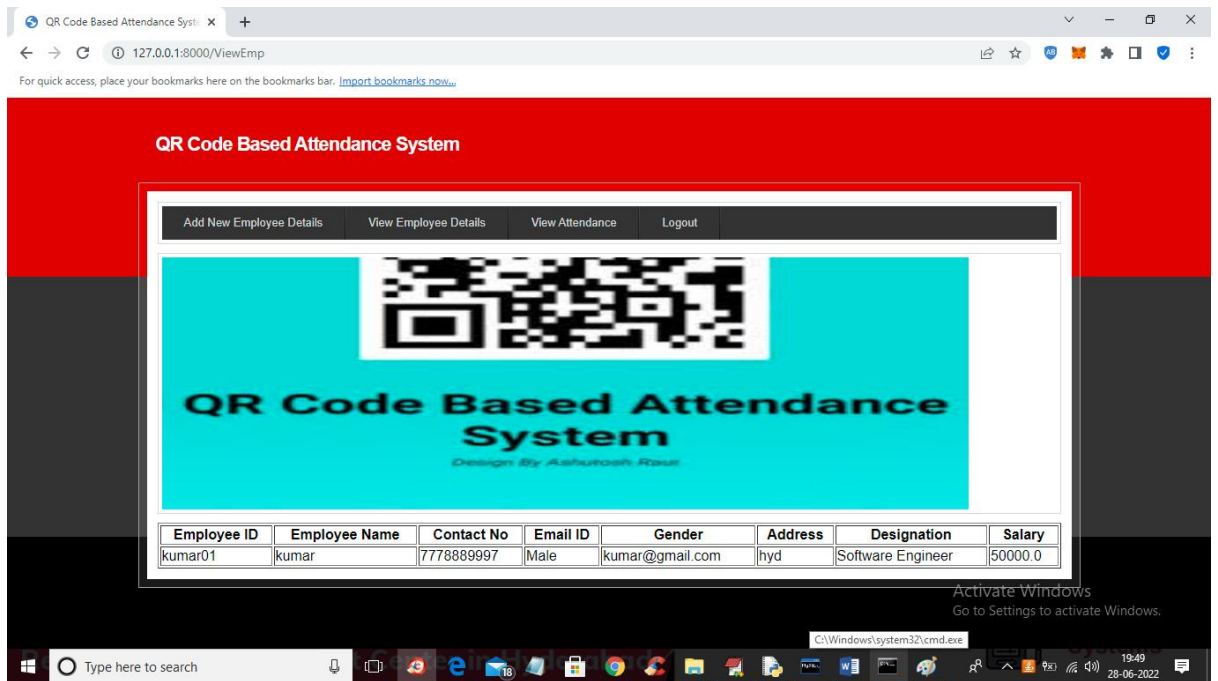 QR Code Based Attendance Syste
127.0.0.1:8000/ViewEmp
AB
For quick access, place your bookmarks here on the bookmarks bar. Import bookmarks now...
QR Code Based Attendance System
Add New Employee Details View Employee Details View Attendance Logout
QR Code Based Attendance
System
Design By Ashutosh Raut
Employee ID Employee Name Contact No Email ID Gender Address Designation Salary
kumar01 kumar 7778889997 Male kumar@gmail.com hyd Software Engineer 50000.0
Activate Windows
Go to Settings to activate Windows.
C:\Windows\system32\cmd.exe
Type here to search
18
19:49
28-06-2022